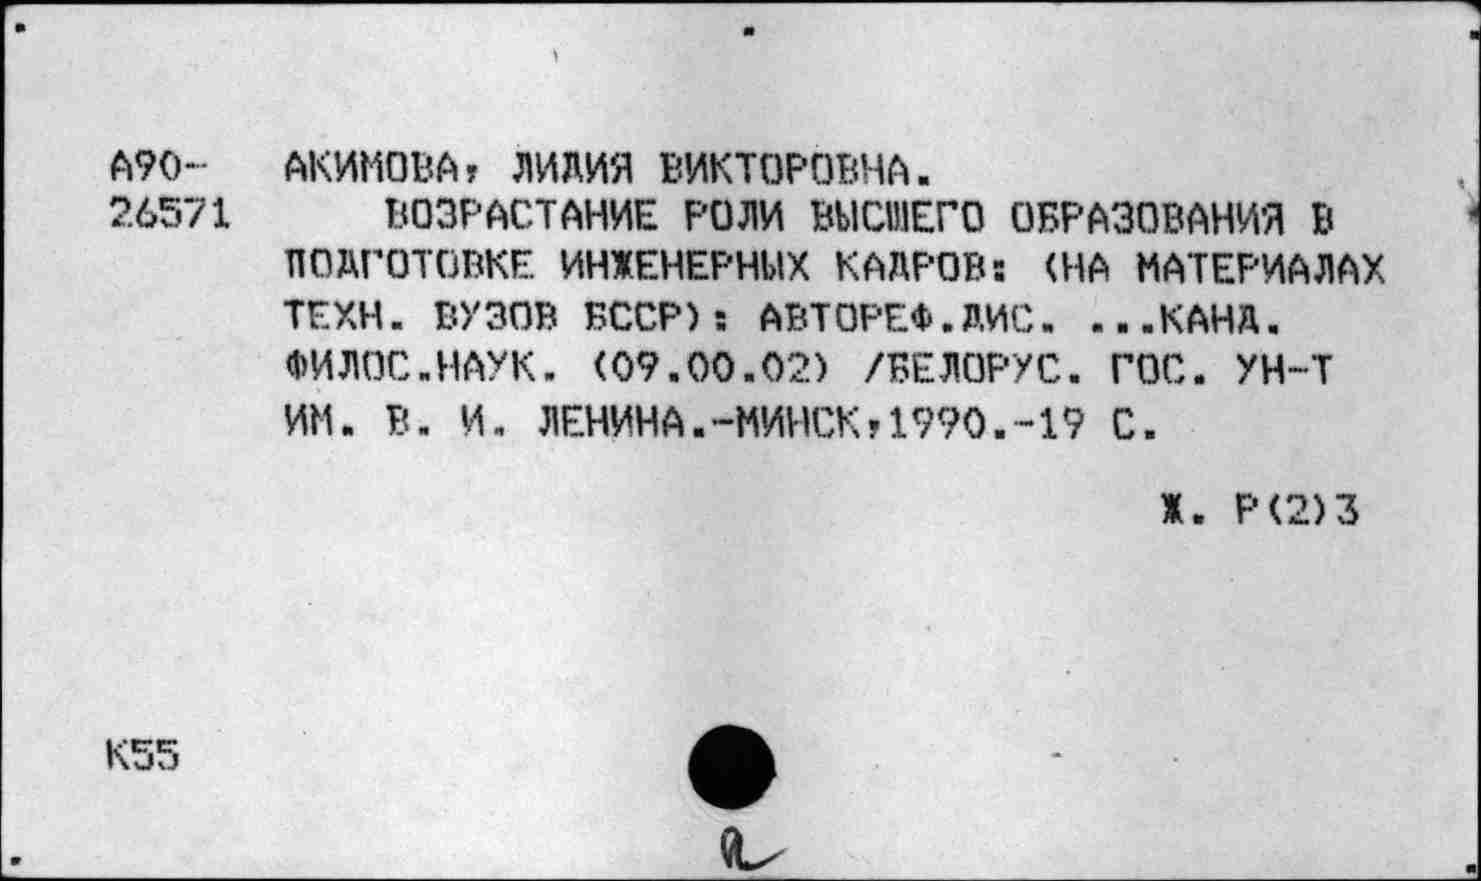 А90-    АКИМОВА, ЛИДИЯ ВИКТОРОВНА.
26571    ВОЗРАСТАНИЕ РОЛИ ВЫСШЕГО ОБРАЗОВАНИЯ В
ПОДГОТОВКЕ ИНЖЕНЕРНЫХ КАДРОВ: (НА МАТЕРИАЛАХ
ТЕХН. ВУЗОВ БССР): АВТОРЕФ.ДИС. ...КАНД.
ФИЛОС.НАУК. (09.00.02) /БЕЛОРУС. ГОС. УН-Т
ИМ. В. И. ЛЕНИНА.-МИНСК,1990.-19 С.
Ж. Р(2)3
К55